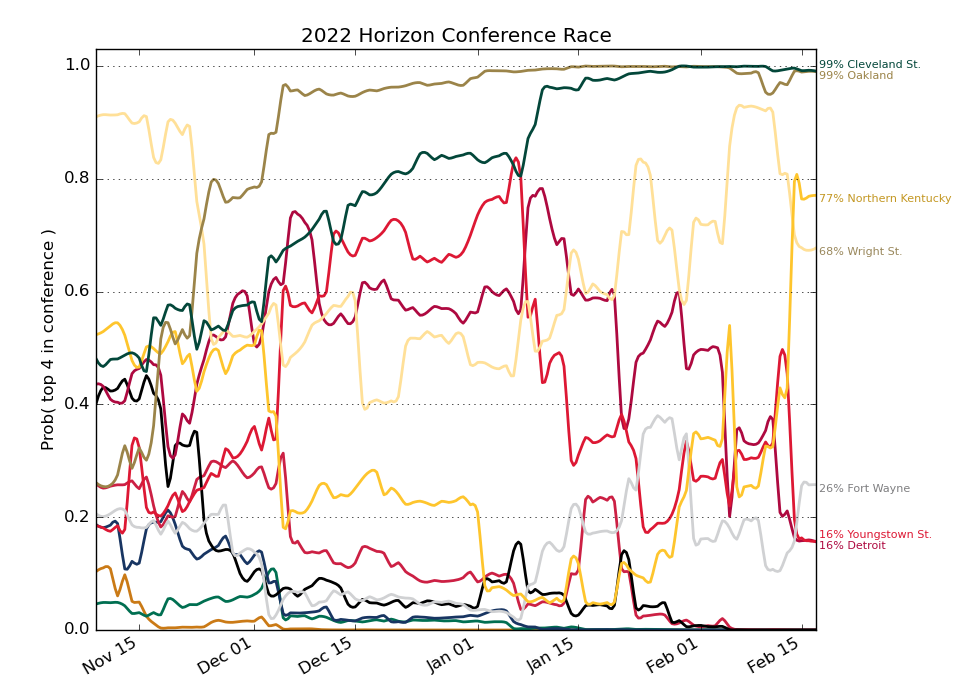 2022 Horizon Conference Race
Prob( top 4 in conference )
1.0
0.8
0.6
0.4
0.2
0.0
Nov 15
Dec 01
Dec 15
Jan 01
Jan 15
Feb 01
Feb 15
99% Cleveland St.
99% Oakland
77% Northern Kentucky
68% Wright St.
26% Fort Wayne
16% Youngstown St.
16% Detroit